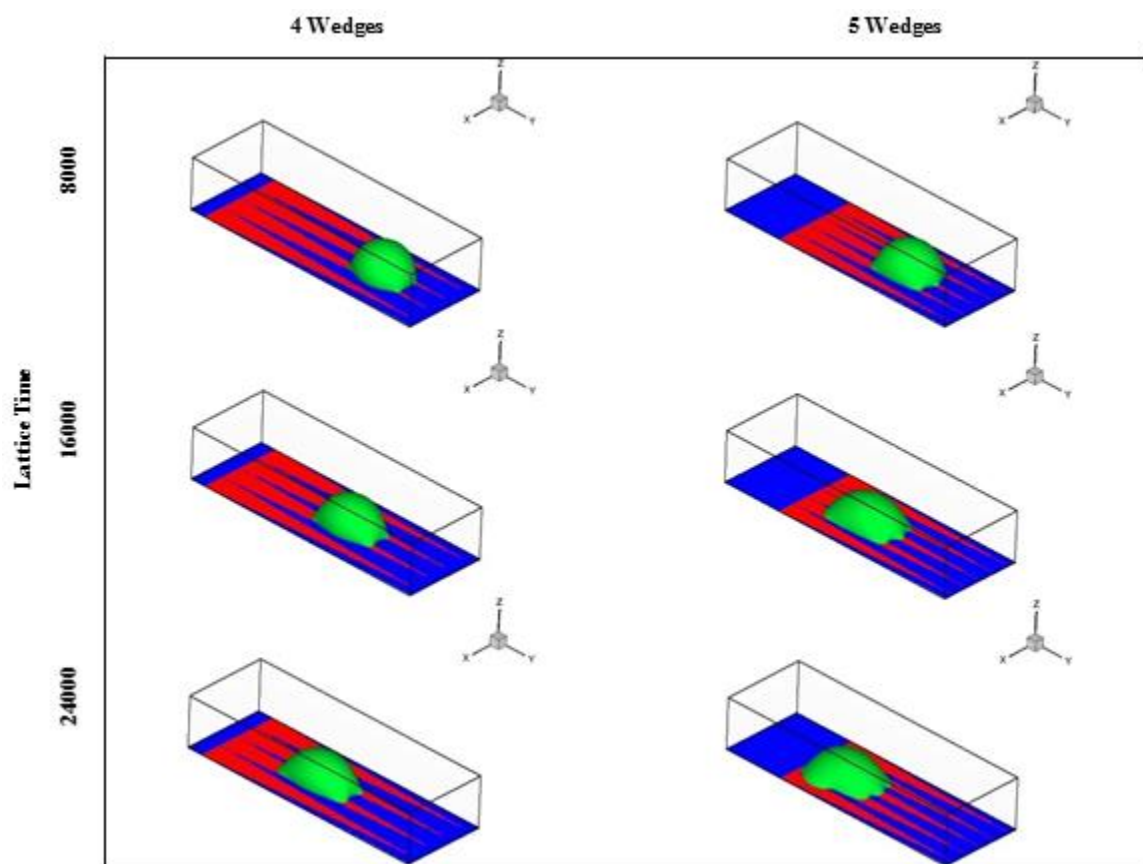 4 Wedges 5 Wedges
Z Z
X Y X Y
8000
Z Z
X Y X Y
Lattice Time
16000
Z Z
X Y X Y
24000